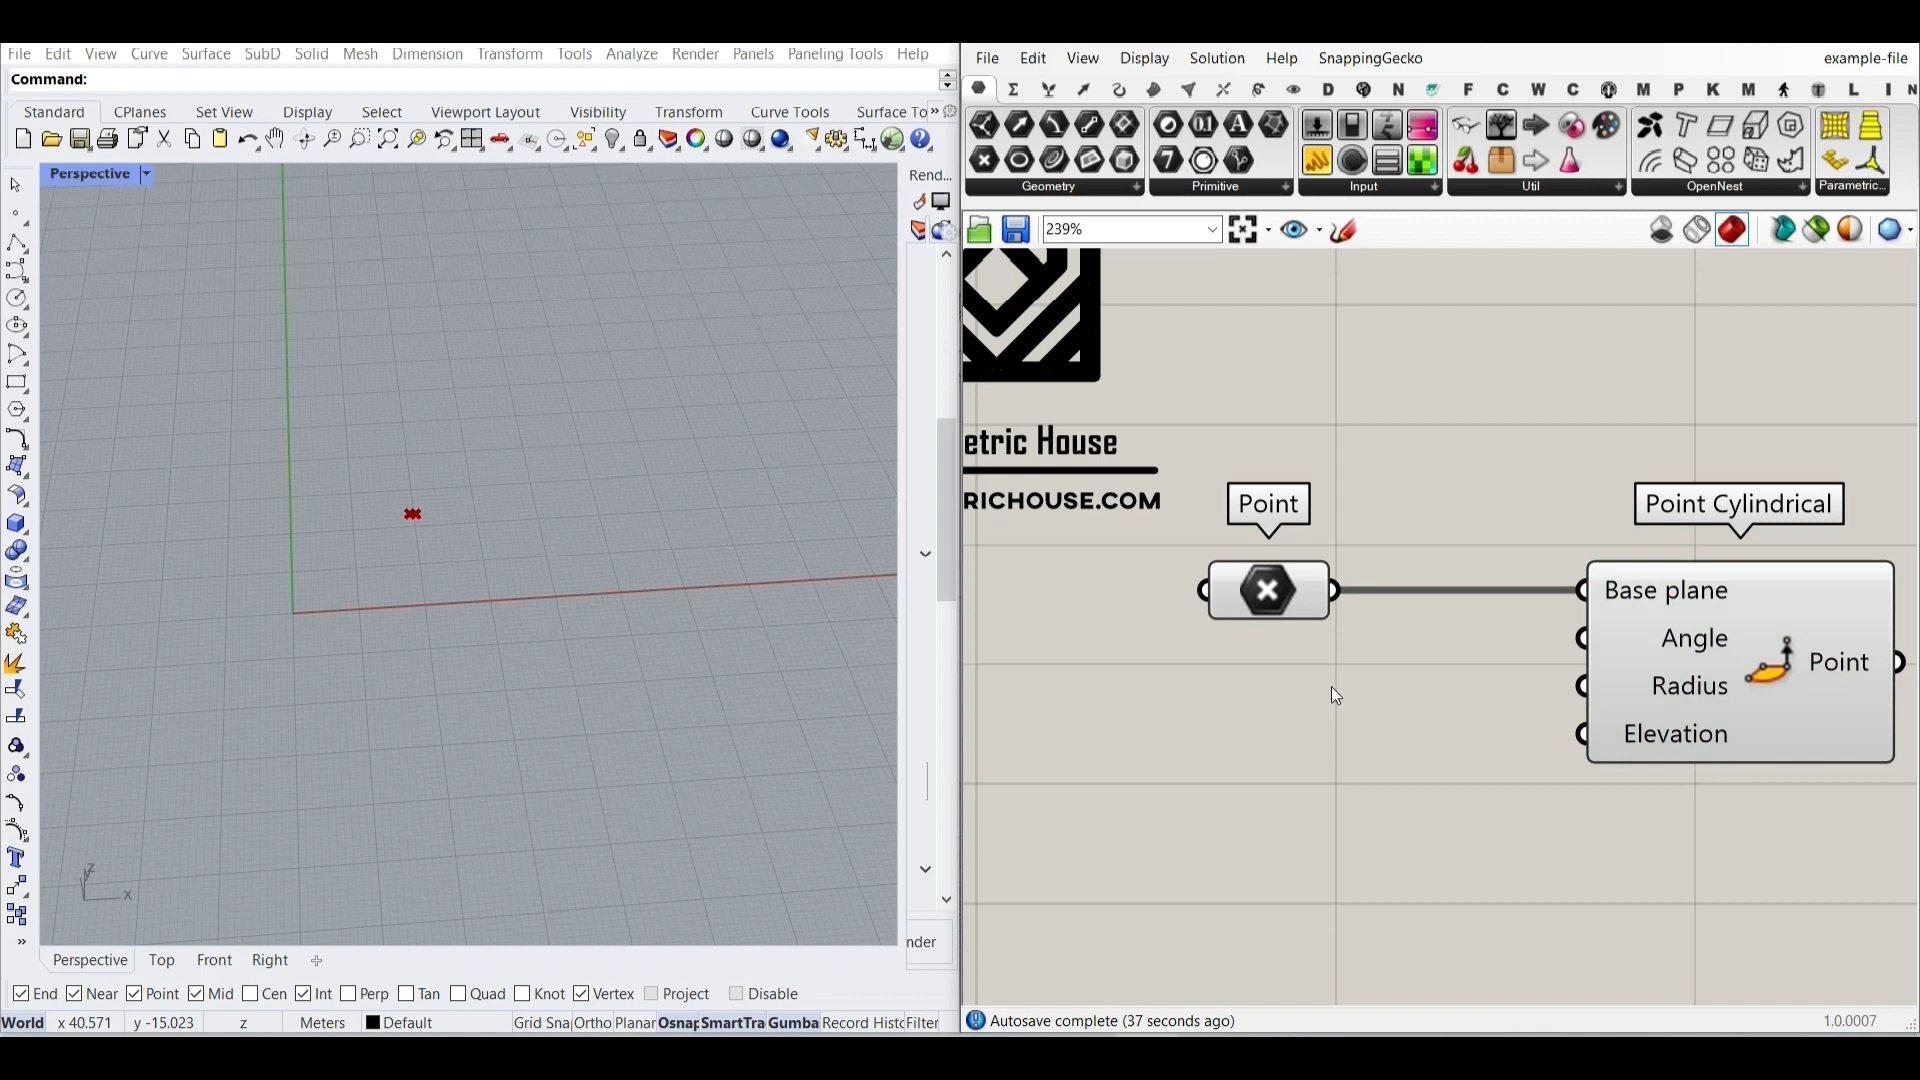 File Edit View Curve Surface SubD Solid Mesh Dimension Transform Tools Analyze Render Panels Paneling Tools Help
Command:
Standard CPlanes Set View Display Select Viewport Layout Visibility Transform Curve Tools Surface To »
Perspective
Rend...
z
x
nder
Perspective Top Front Right
End Near Point Mid Cen Int Perp Tan Quad Knot Vertex Project Disable
World x 40.571 y -15.023 z Meters Default Grid Sna Ortho Planar Osnap SmartTra Gumba Record Histo Filter
File Edit View Display Solution Help SnappingGecko example-file
D N F C W C M P K M L I N
Geometry Primitive Input Util OpenNest Parametric...
239%
etric House
RICHOUSE.COM
Point
Point Cylindrical
Base plane
Angle
Radius
Elevation
Point
Autosave complete (37 seconds ago) 1.0.0007